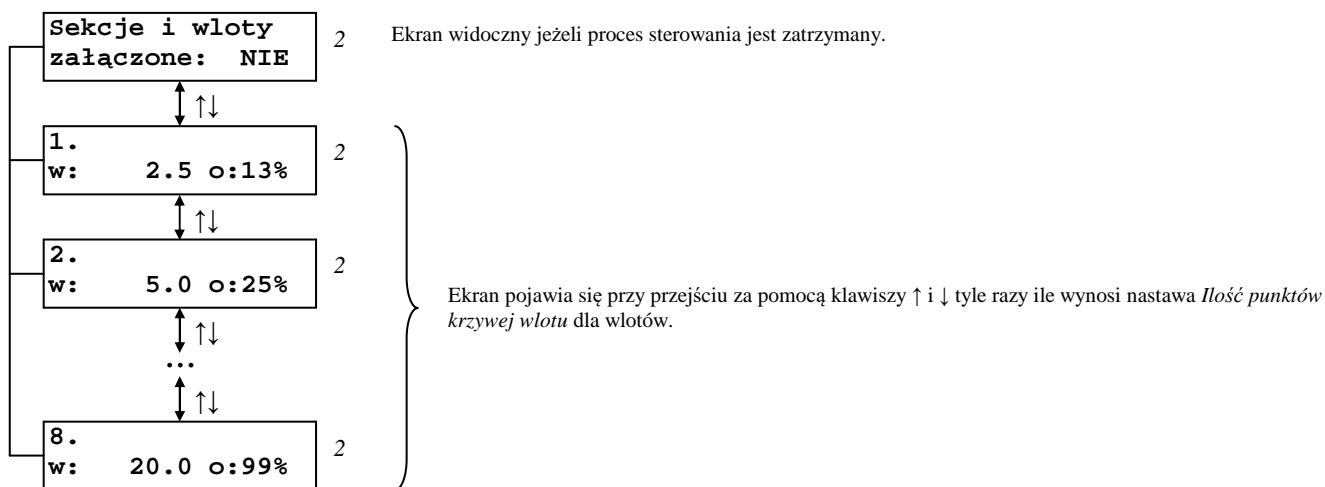 Sekcje i wloty
załączone: NIE
2
Ekran widoczny jeżeli proces sterowania jest zatrzymany.
↑↓
1.
w: 2.5 o:13%
2
↑↓
2.
w: 5.0 o:25%
2
Ekran pojawia się przy przejściu za pomocą klawiszy ↑ i ↓ tyle razy ile wynosi nastawa Ilość punktów
krzywej wlotu dla wlotów.
↑↓
...
↑↓
8.
w: 20.0 o:99%
2